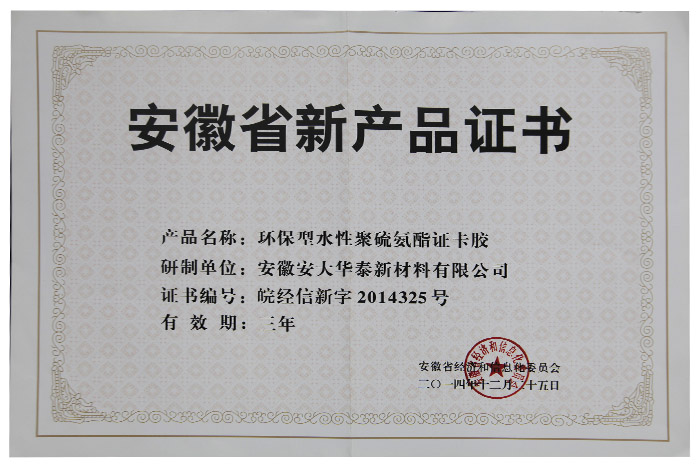 安徽省新产品证书
产品名称：环保型水性聚硫氨酯证卡胶
研制单位：安徽安大华泰新材料有限公司
证书编号：皖经信新字 2014325 号
有 效 期：三年
安徽省经济和信息化委员会
二〇一四年十二月二十五日